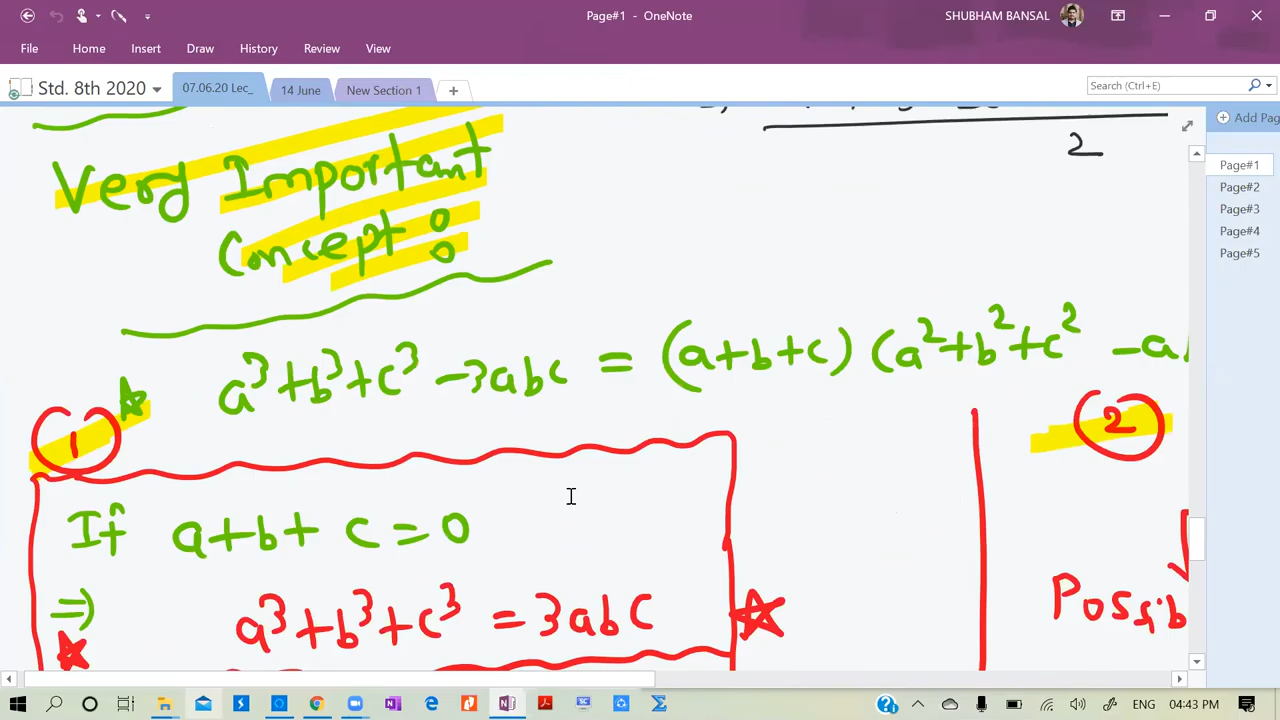 Page#1 - OneNote
SHUBHAM BANSAL
File Home Insert Draw History Review View
Std. 8th 2020
07.06.20 Lec_
14 June
New Section 1
Search (Ctrl+E)
Add Pag
Page#1
Page#2
Page#3
Page#4
Page#5
2
Very Important
Concept :
a³+b³+c³ -3abc = (a+b+c) (a²+b²+c² -ab
1
2
If a+b+ c=0
⇒ a³+b³+c³ =3abc
Possib
ENG 04:43 PM